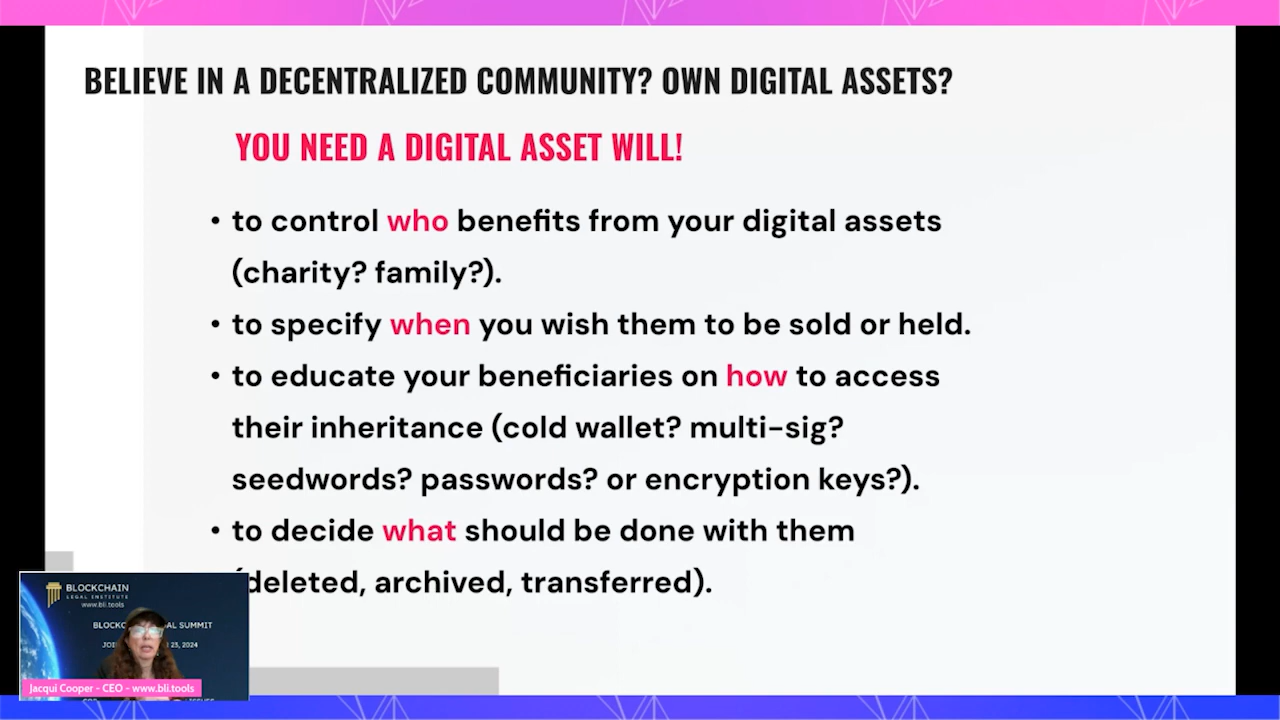 BELIEVE IN A DECENTRALIZED COMMUNITY? OWN DIGITAL ASSETS?
YOU NEED A DIGITAL ASSET WILL!
• to control who benefits from your digital assets
(charity? family?).
• to specify when you wish them to be sold or held.
• to educate your beneficiaries on how to access
their inheritance (cold wallet? multi-sig?
seedwords? passwords? or encryption keys?).
• to decide what should be done with them
(deleted, archived, transferred).
BLOCKCHAIN
LEGAL INSTITUTE
www.bli.tools
SUMMIT
23, 2024
Jacqui Cooper - CEO - www.bli.tools